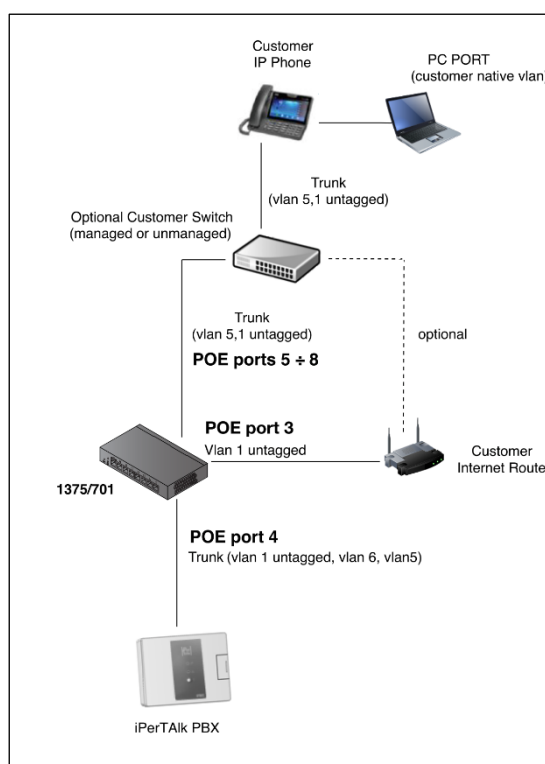 Customer
IP Phone
PC PORT
(customer native vlan)
Trunk
(vlan 5,1 untagged)
Optional Customer Switch
(managed or unmanaged)
Trunk
(vlan 5,1 untagged)
optional
POE ports 5 ÷ 8
POE port 3
Vlan 1 untagged
Customer
Internet Route
1375/701
POE port 4
Trunk (vlan 1 untagged, vlan 6, vlan5)
iPerTAlk PBX